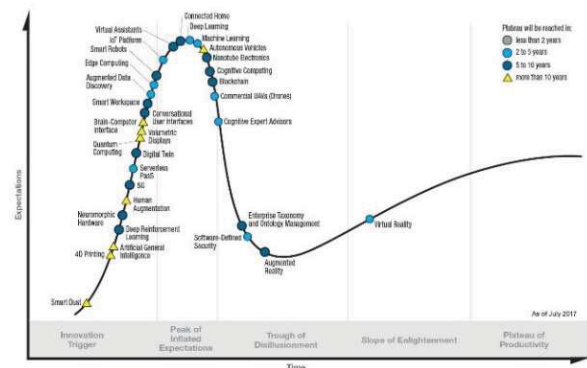 Plateau will be reached in:
less than 2 years
2 to 5 years
5 to 10 years
more than 10 years
Connected Home
Virtual Assistants
Deep Learning
IoT Platform
Machine Learning
Smart Robots
Autonomous Vehicles
Nanotube Electronics
Edge Computing
Cognitive Computing
Augmented Data
Discovery
Blockchain
Commercial UAVs (Drones)
Smart Workspace
Conversational
User Interfaces
Cognitive Expert Advisors
Brain-Computer
Interface
Volumetric
Displays
Quantum
Computing
Digital Twin
Serverless
PaaS
5G
Human
Augmentation
Neuromorphic
Hardware
Deep Reinforcement
Learning
Artificial General
Intelligence
4D Printing
Smart Dust
Enterprise Taxonomy
and Ontology Management
Software-Defined
Security
Augmented
Reality
Virtual Reality
As of July 2017
Expectations
Innovation
Trigger
Peak of
Inflated
Expectations
Trough of
Disillusionment
Slope of Enlightenment
Plateau of
Productivity
Time